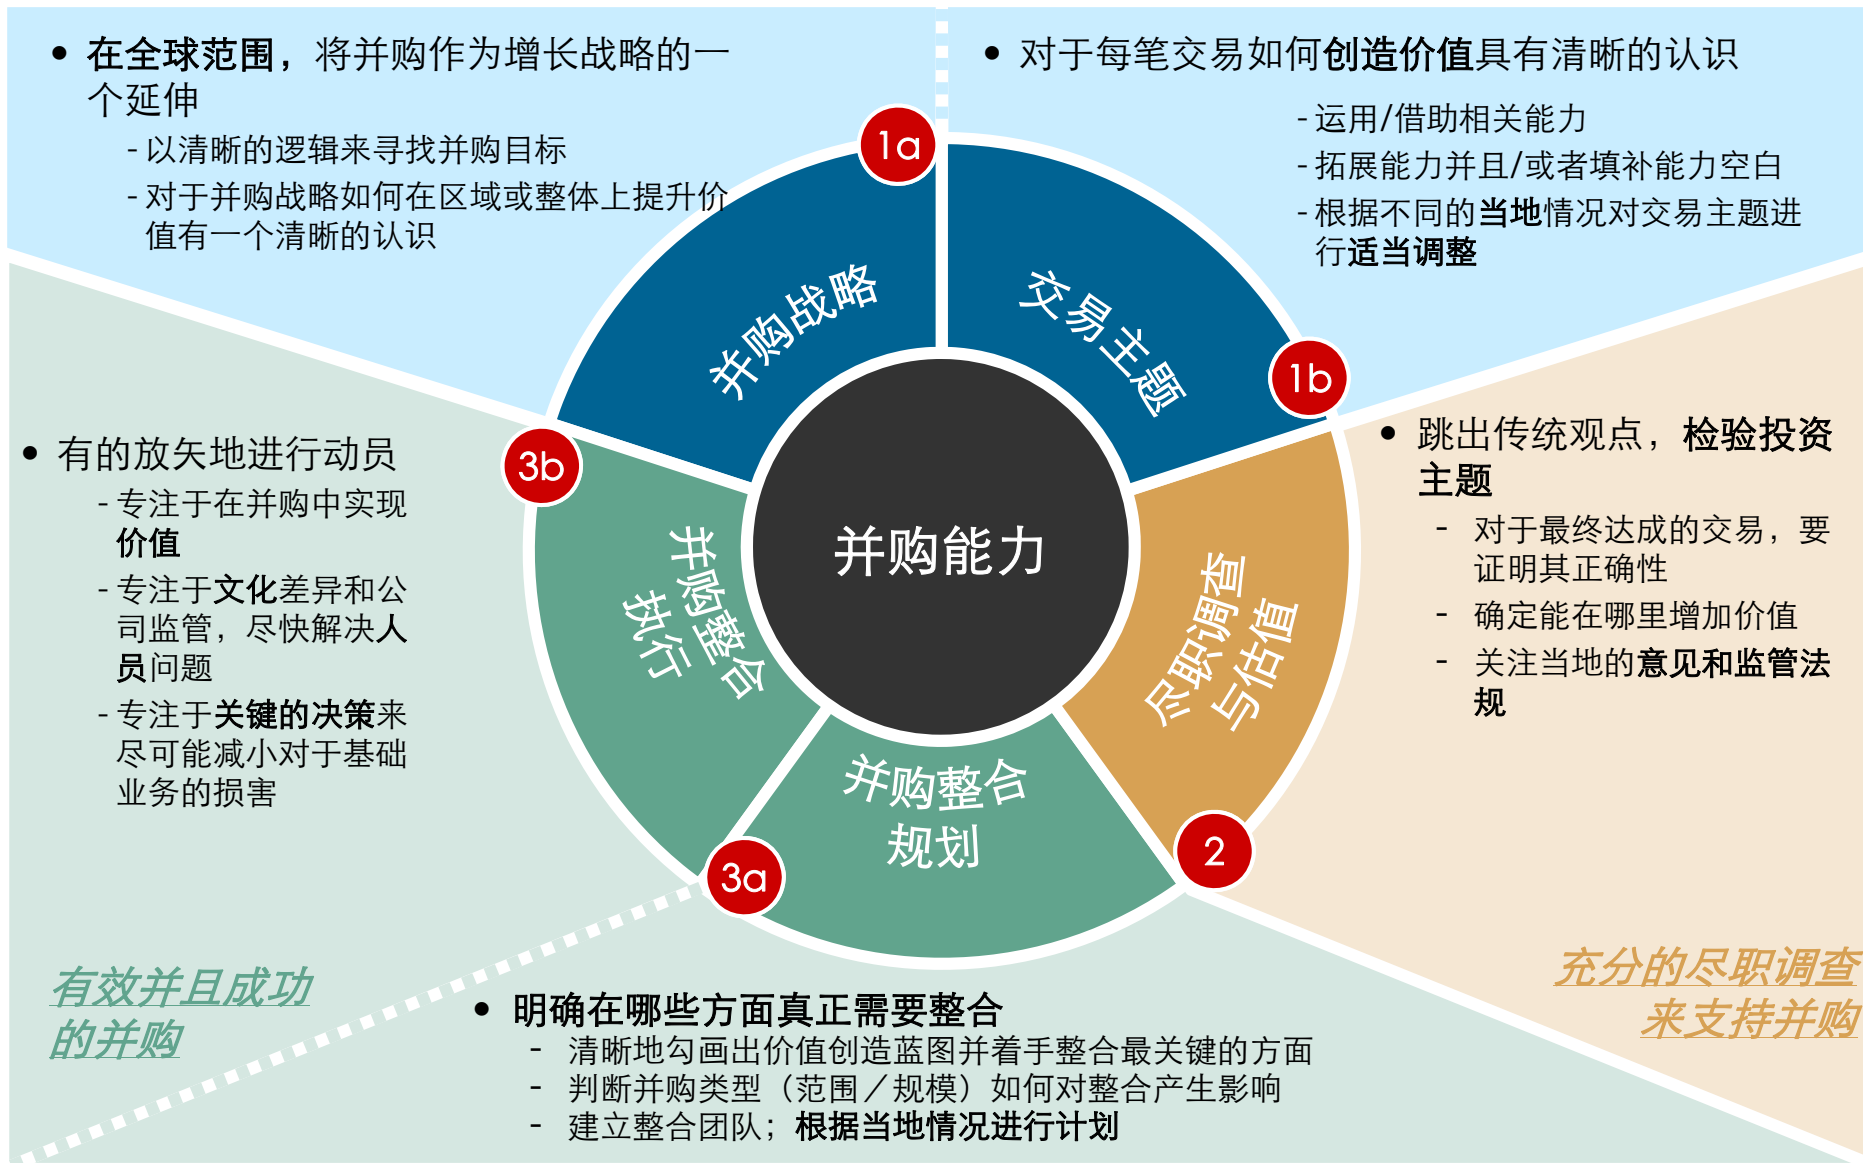 • 在全球范围，将并购作为增长战略的一
个延伸
- 以清晰的逻辑来寻找并购目标
- 对于并购战略如何在区域或整体上提升价
值有一个清晰的认识
• 对于每笔交易如何创造价值具有清晰的认识
- 运用/借助相关能力
- 拓展能力并且/或者填补能力空白
- 根据不同的当地情况对交易主题进
行适当调整
1a
并购战略
交易主题
1b
• 跳出传统观点，检验投资
主题
- 对于最终达成的交易，要
证明其正确性
- 确定能在哪里增加价值
- 关注当地的意见和监管法
规
尽职调查
与估值
2
充分的尽职调查
来支持并购
并购能力
3b
• 有的放矢地进行动员
- 专注于在并购中实现
价值
- 专注于文化差异和公
司监管，尽快解决人
员问题
- 专注于关键的决策来
尽可能减小对于基础
业务的损害
并购整合
执行
并购整合
规划
3a
有效并且成功
的并购
• 明确在哪些方面真正需要整合
- 清晰地勾画出价值创造蓝图并着手整合最关键的方面
- 判断并购类型（范围／规模）如何对整合产生影响
- 建立整合团队；根据当地情况进行计划